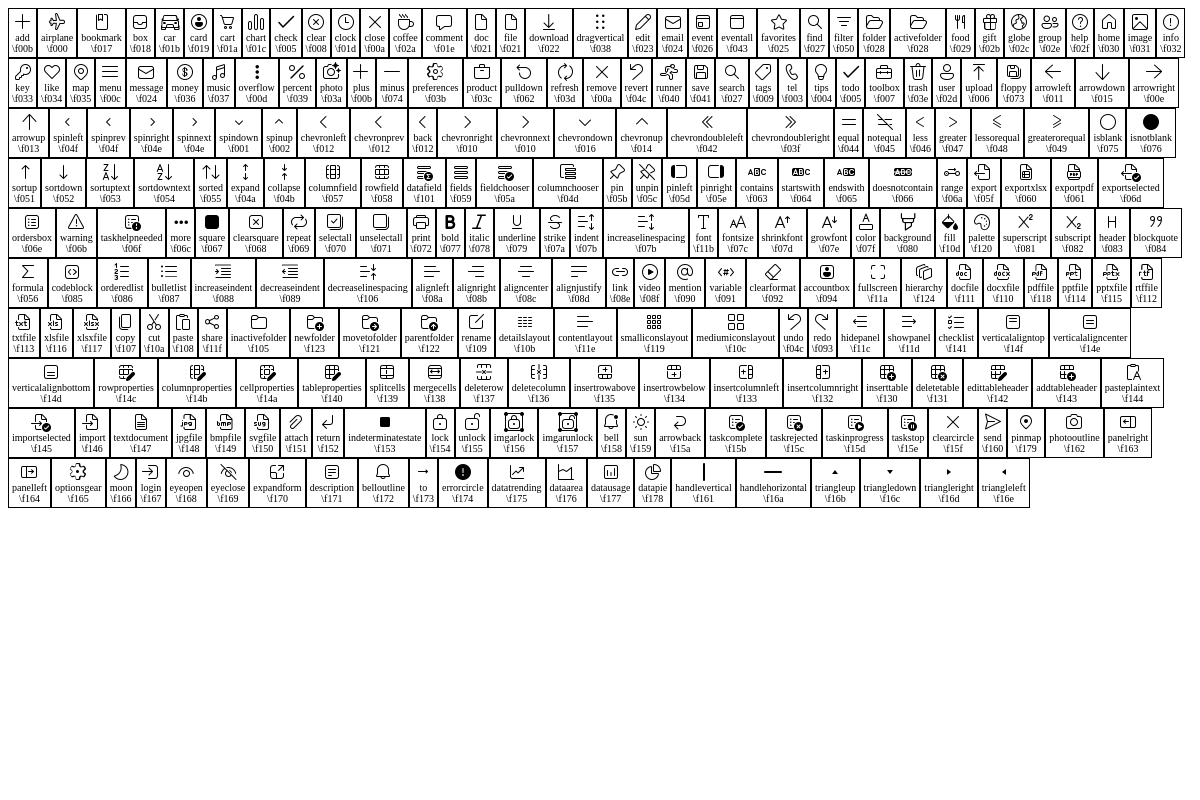 add airplane bookmark box car card cart chart check clear clock close coffee comment doc file download dragvertical edit email event eventall favorites find filter folder activefolder food gift globe group help home image info
\f00b \f000 \f017 \f018 \f01b \f019 \f01a \f01c \f005 \f008 \f01d \f00a \f02a \f01e \f021 \f021 \f022 \f038 \f023 \f024 \f026 \f043 \f025 \f027 \f050 \f028 \f028 \f029 \f02b \f02c \f02e \f02f \f030 \f031 \f032
key like map menu message money music overflow percent photo plus minus preferences product pulldown refresh remove revert runner save search tags tel tips todo toolbox trash user upload floppy arrowleft arrowdown arrowright
\f033 \f034 \f035 \f00c \f024 \f036 \f037 \f00d \f039 \f03a \f00b \f074 \f03b \f03c \f062 \f03d \f00a \f04c \f040 \f041 \f027 \f009 \f003 \f004 \f005 \f007 \f03e \f02d \f006 \f073 \f011 \f015 \f00e
arrowup spinleft spinprev spinright spinnext spindown spinup chevronleft chevronprev back chevronright chevronnext chevrondown chevronup chevrondoubleleft chevrondoubleright equal notequal less greater lessorequal greaterorequal isblank isnotblank
\f013 \f04f \f04f \f04e \f04e \f001 \f002 \f012 \f012 \f012 \f010 \f010 \f016 \f014 \f042 \f03f \f044 \f045 \f046 \f047 \f048 \f049 \f075 \f076
sortup sortdown sortuptext sortdowntext sorted expand collapse columnfield rowfield datafield fields fieldchooser columnchooser pin unpin pinleft pinright contains startswith endswith doesnotcontain range export exportxlsx exportpdf exportselected
\f051 \f052 \f053 \f054 \f055 \f04a \f04b \f057 \f058 \f101 \f059 \f05a \f04d \f05b \f05c \f05d \f05e \f063 \f064 \f065 \f066 \f06a \f05f \f060 \f061 \f06d
ordersbox warning taskhelpneeded more square clearsquare repeat selectall unselectall print bold italic underline strike indent increaselinespacing font fontsize shrinkfont growfont color background fill palette superscript subscript header blockquote
\f06e \f06b \f06f \f06c \f067 \f068 \f069 \f070 \f071 \f072 \f077 \f078 \f079 \f07a \f07b \f07b \f11b \f07c \f07d \f07e \f07f \f080 \f10d \f120 \f081 \f082 \f083 \f084
formula codeblock orderedlist bulletlist increaseindent decreaseindent decreaselinespacing alignleft alignright aligncenter alignjustify link video mention variable clearformat accountbox fullscreen hierarchy docfile docxfile pdffile pptfile pptxfile rtffile
\f056 \f085 \f086 \f087 \f088 \f089 \f106 \f08a \f08b \f08c \f08d \f08e \f08f \f090 \f091 \f092 \f094 \f11a \f124 \f111 \f110 \f118 \f114 \f115 \f112
txtfile xlsfile xlsxfile copy cut paste share inactivefolder newfolder movetofolder parentfolder rename detailslayout contentlayout smalliconslayout mediumiconslayout undo redo hidepanel showpanel checklist verticalaligntop verticalaligncenter
\f113 \f116 \f117 \f107 \f10a \f108 \f11f \f105 \f123 \f121 \f122 \f109 \f10b \f11e \f119 \f10c \f04c \f093 \f11c \f11d \f141 \f14f \f14e
verticalalignbottom rowproperties columnproperties cellproperties tableproperties splitcells mergecells deleterow deletecolumn insertrowabove insertrowbelow insertcolumnleft insertcolumnright inserttable deletetable edittableheader addtableheader pasteplaintext
\f14d \f14c \f14b \f14a \f140 \f139 \f138 \f137 \f136 \f135 \f134 \f133 \f132 \f130 \f131 \f142 \f143 \f144
importselected import textdocument jpgfile bmpfile svgfile attach return indeterminatestate lock unlock imgarlock imgarunlock bell sun arrowback taskcomplete taskrejected taskinprogress taskstop clearcircle send pinmap photooutline panelright
\f145 \f146 \f147 \f148 \f149 \f150 \f151 \f152 \f153 \f154 \f155 \f156 \f157 \f158 \f159 \f15a \f15b \f15c \f15d \f15e \f15f \f160 \f179 \f162 \f163
panelleft optionsgear moon login eyeopen eyeclose expandform description belloutline to errorcircle datatrending dataarea datausage datapie handlevertical handlehorizontal triangleup triangledown triangleright triangleleft
\f164 \f165 \f166 \f167 \f168 \f169 \f170 \f171 \f172 \f173 \f174 \f175 \f176 \f177 \f178 \f161 \f16a \f16b \f16c \f16d \f16e